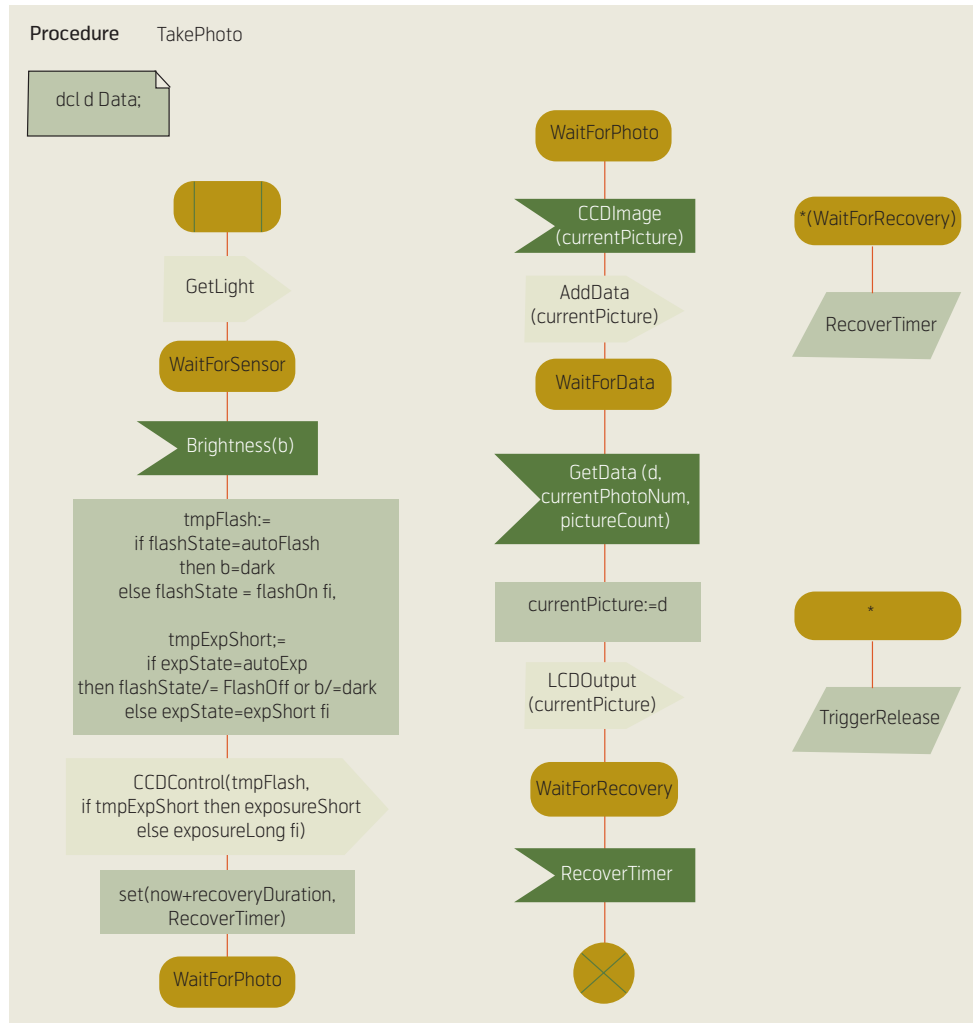 Procedure TakePhoto
dcl d Data;
GetLight
WaitForSensor
Brightness(b)
tmpFlash:=
if flashState=autoFlash
then b=dark
else flashState = flashOn fi,
tmpExpShort;=
if expState=autoExp
then flashState/= FlashOff or b/=dark
else expState=expShort fi
CCDControl(tmpFlash,
if tmpExpShort then exposureShort
else exposureLong fi)
set(now+recoveryDuration,
RecoverTimer)
WaitForPhoto
WaitForPhoto
CCDImage
(currentPicture)
AddData
(currentPicture)
WaitForData
GetData (d,
currentPhotoNum,
pictureCount)
currentPicture:=d
LCDOutput
(currentPicture)
WaitForRecovery
RecoverTimer
*(WaitForRecovery)
RecoverTimer
*
TriggerRelease